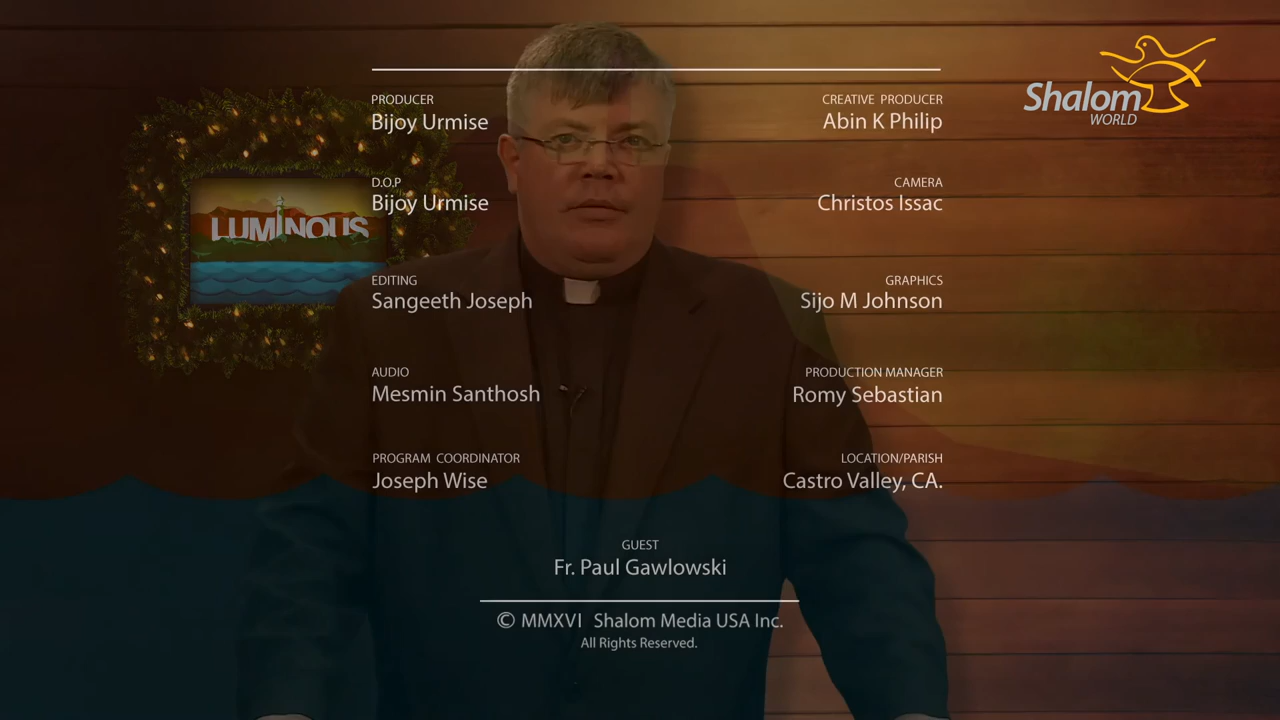 PRODUCER
Bijoy Urmise
CREATIVE PRODUCER
Abin K Philip
Shalom
WORLD
D.O.P
Bijoy Urmise
CAMERA
Christos Issac
LUMINOUS
EDITING
Sangeeth Joseph
GRAPHICS
Sijo M Johnson
AUDIO
Mesmin Santhosh
PRODUCTION MANAGER
Romy Sebastian
PROGRAM COORDINATOR
Joseph Wise
LOCATION/PARISH
Castro Valley, CA.
GUEST
Fr. Paul Gawlowski
© MMXVI Shalom Media USA Inc.
All Rights Reserved.